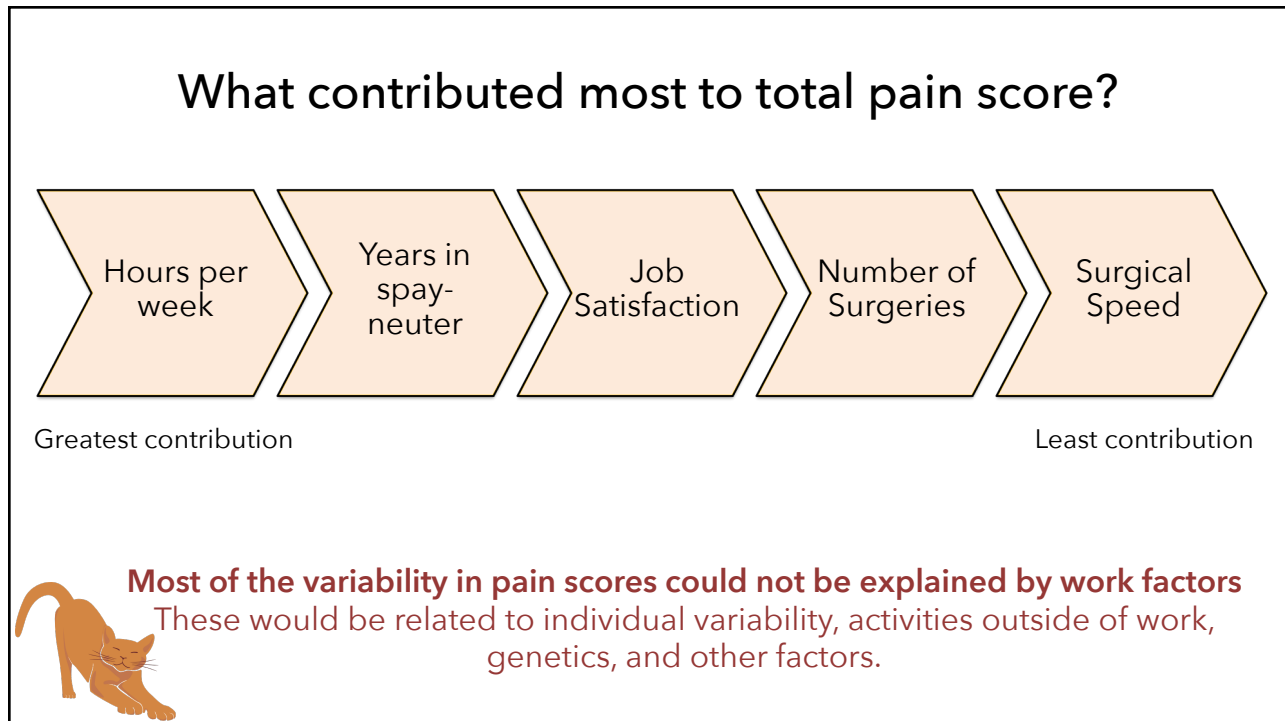 What contributed most to total pain score?
Hours per
week
Years in
spay-
neuter
Job
Satisfaction
Number of
Surgeries
Surgical
Speed
Greatest contribution
Least contribution
Most of the variability in pain scores could not be explained by work factors
These would be related to individual variability, activities outside of work,
genetics, and other factors.